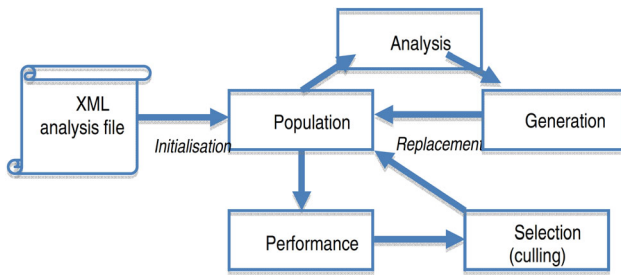 Analysis
XML
analysis file
Population
Generation
Initialisation
Replacement
Performance
Selection
(culling)